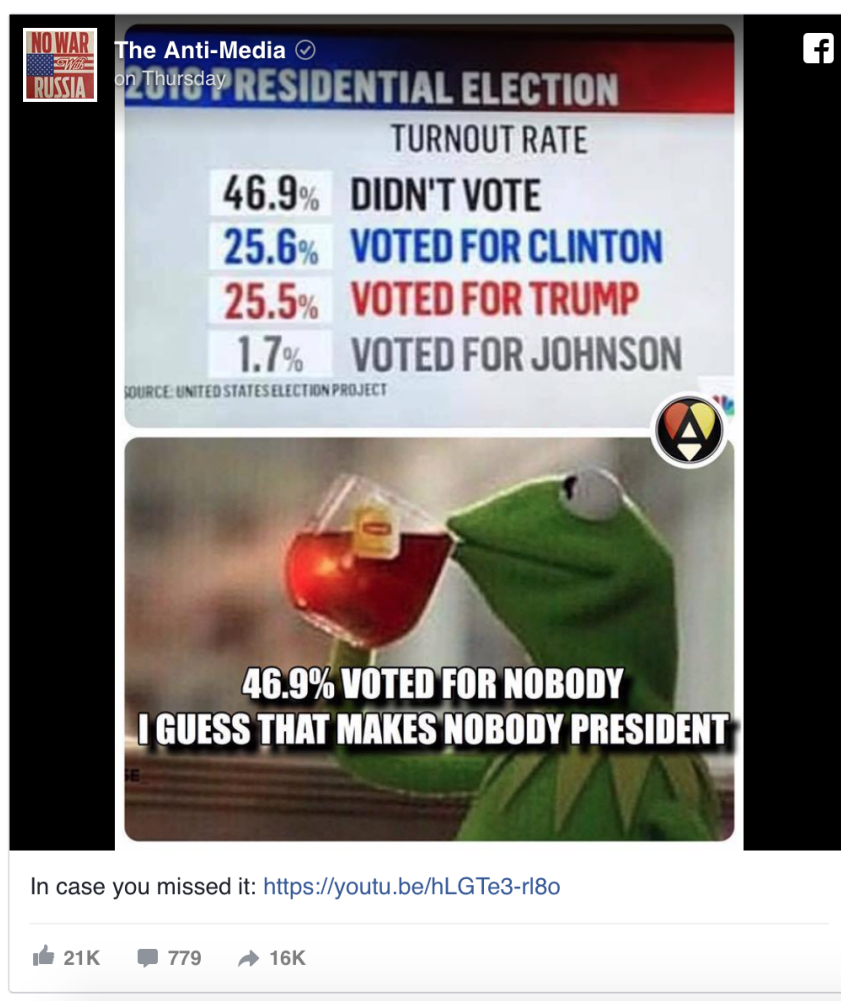 NO WAR
With
RUSSIA
The Anti-Media
on Thursday
2016 PRESIDENTIAL ELECTION
TURNOUT RATE
46.9% DIDN'T VOTE
25.6% VOTED FOR CLINTON
25.5% VOTED FOR TRUMP
1.7% VOTED FOR JOHNSON
SOURCE: UNITED STATES ELECTION PROJECT
A
46.9% VOTED FOR NOBODY
I GUESS THAT MAKES NOBODY PRESIDENT
SE
In case you missed it: https://youtu.be/hLGTe3-rl8o
21K 779 16K